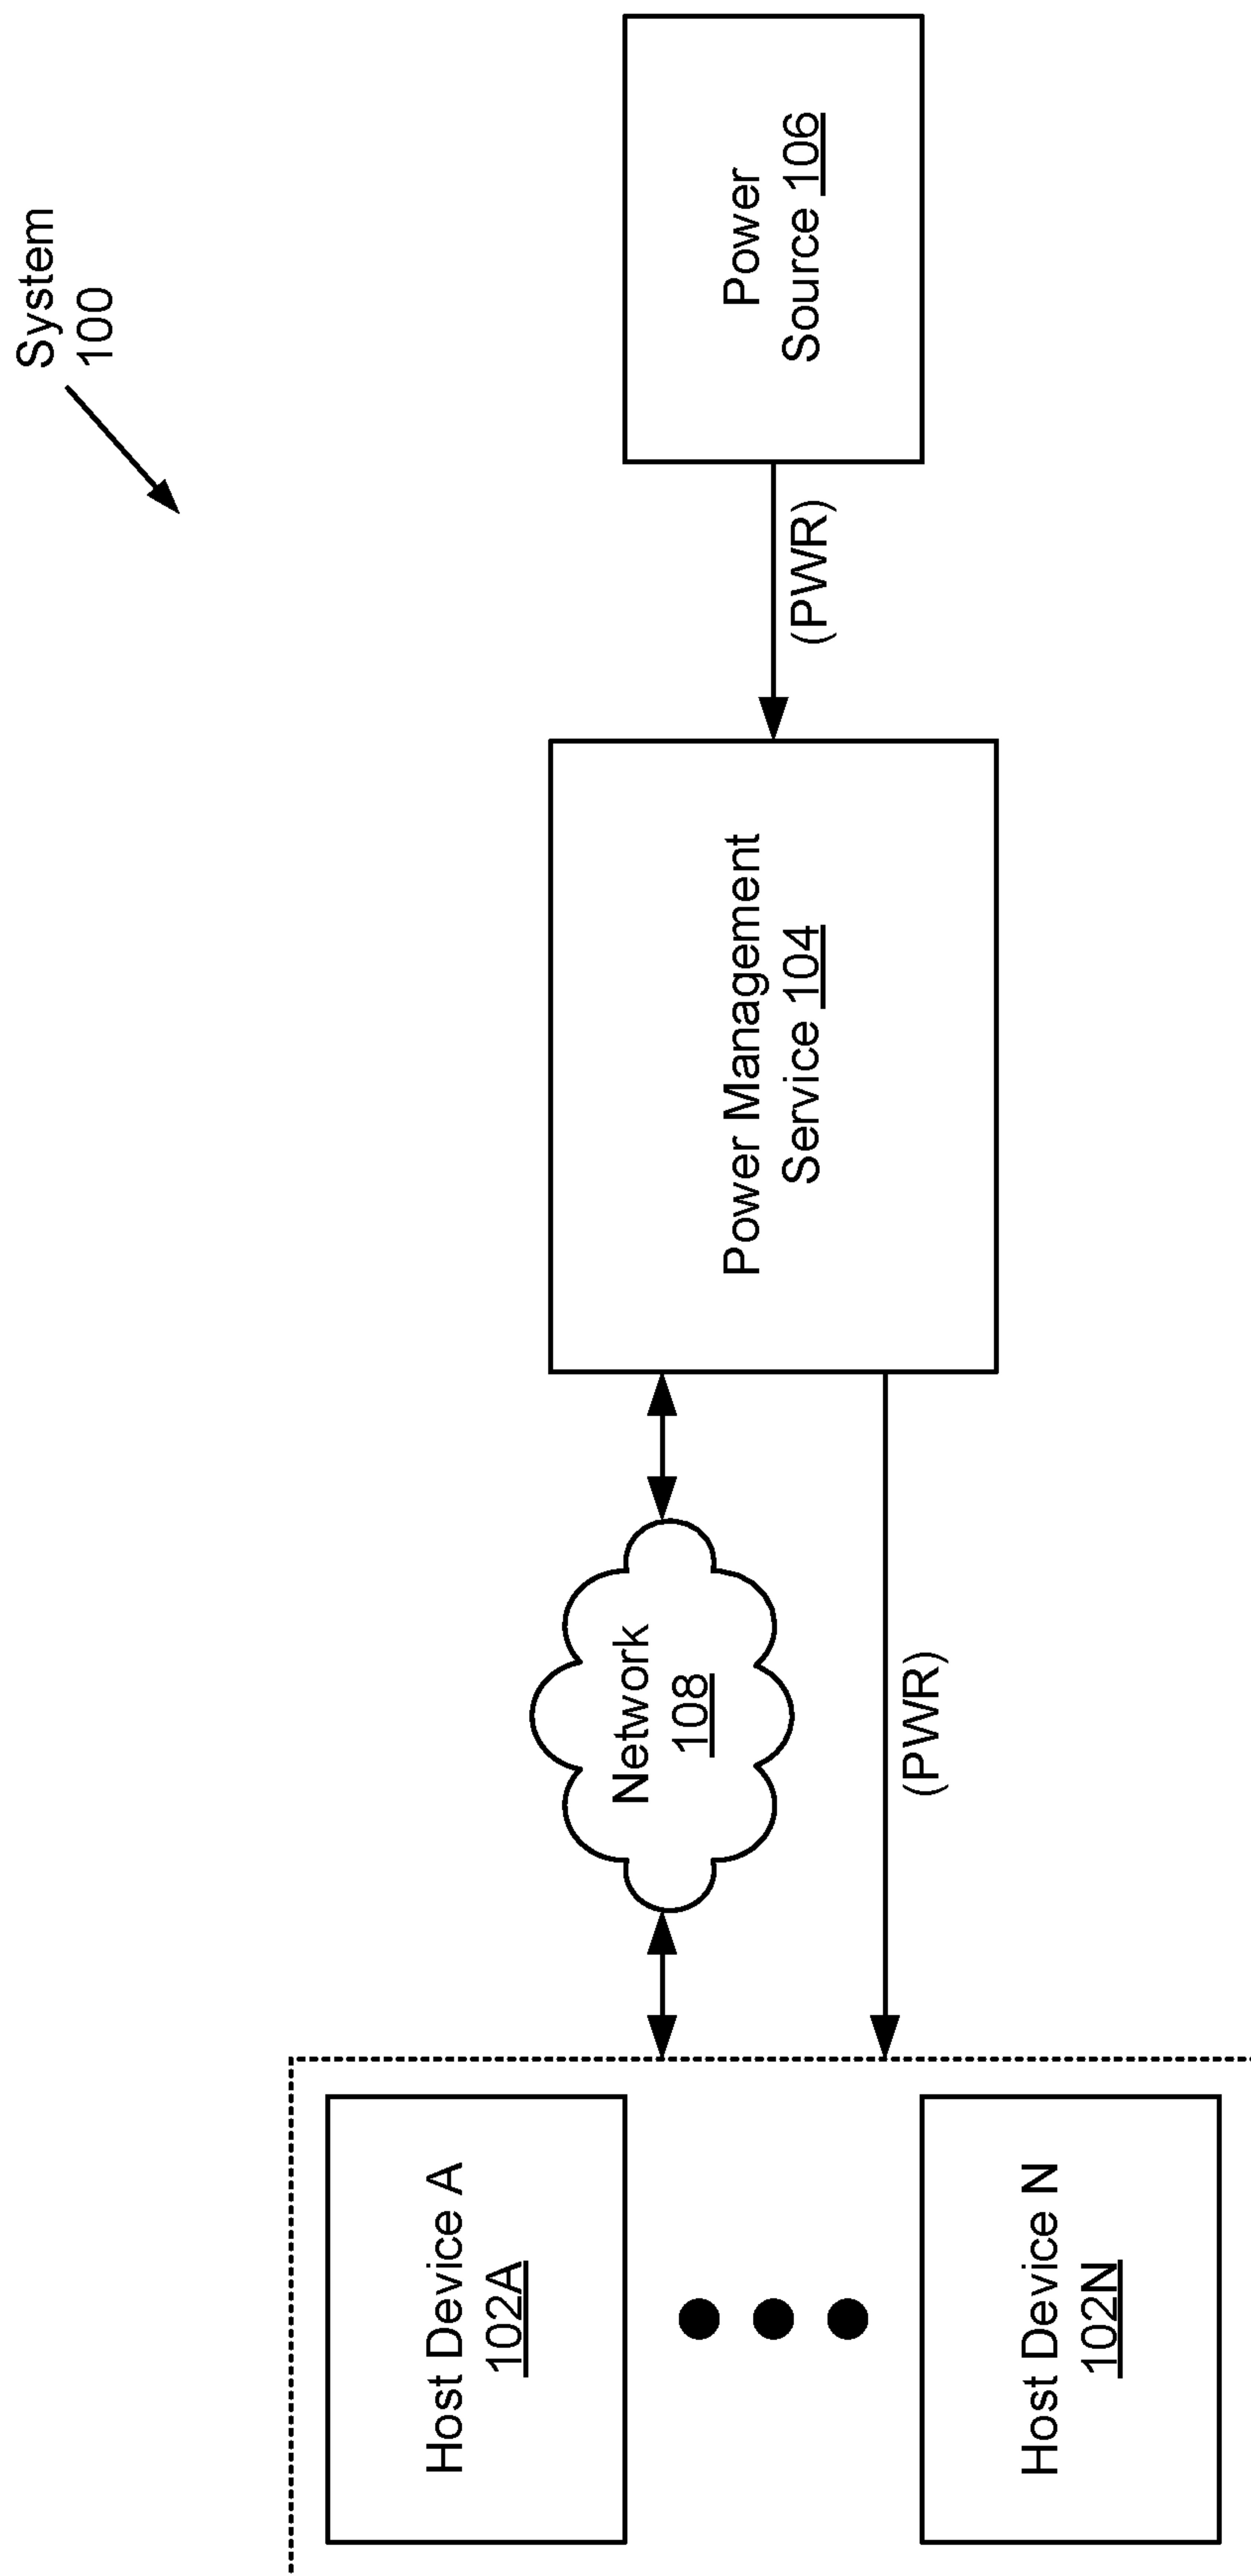 System
100
Host Device A
102A
Host Device N
102N
Network
108
(PWR)
Power Management
Service 104
(PWR)
Power
Source 106